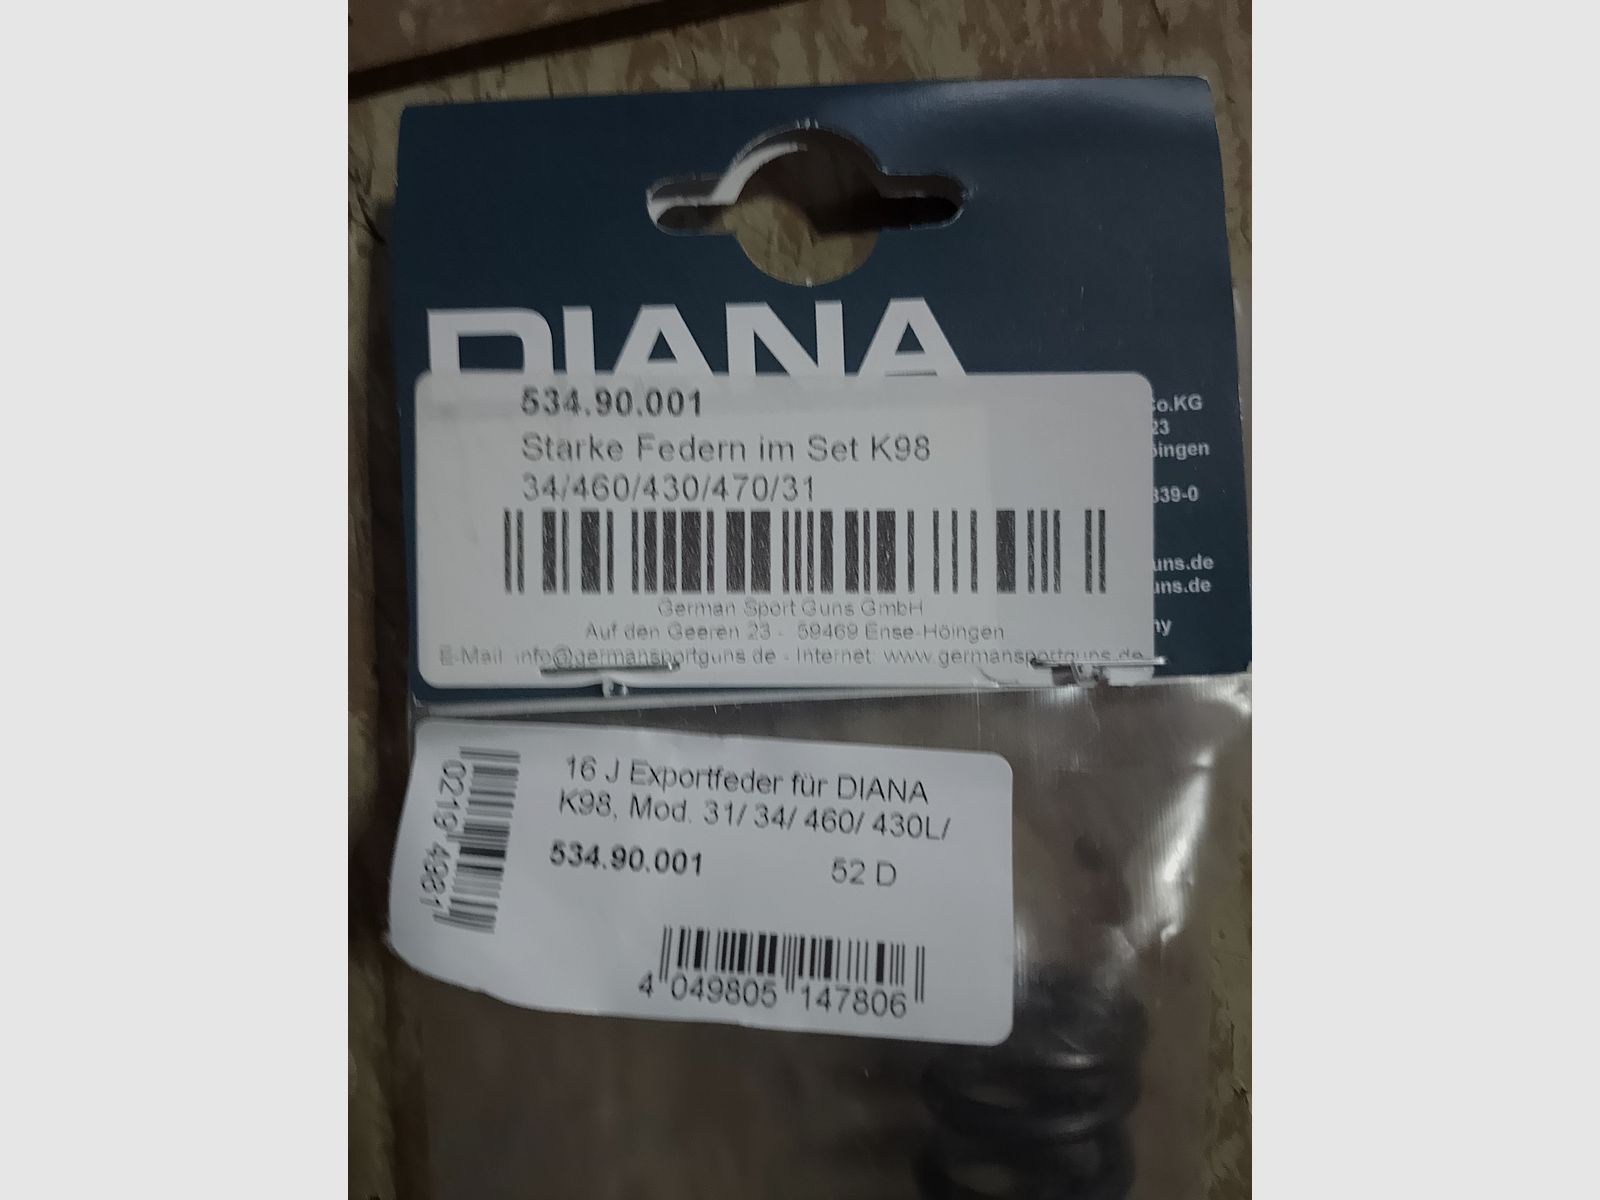 DIANA
534.90.001
Starke Federn im Set K98
34/460/430/470/31
German Sport Guns GmbH
Auf den Geeren 23 - 59469 Ense-Höingen
E-Mail: info@germansportguns.de - Internet: www.germansportguns.de
Co.KG
23
öingen
339-0
uns.de
uns.de
ny
16 J Exportfeder für DIANA
K98, Mod. 31/ 34/ 460/ 430L/
534.90.001 52 D
0219 4981
4 049805 147806